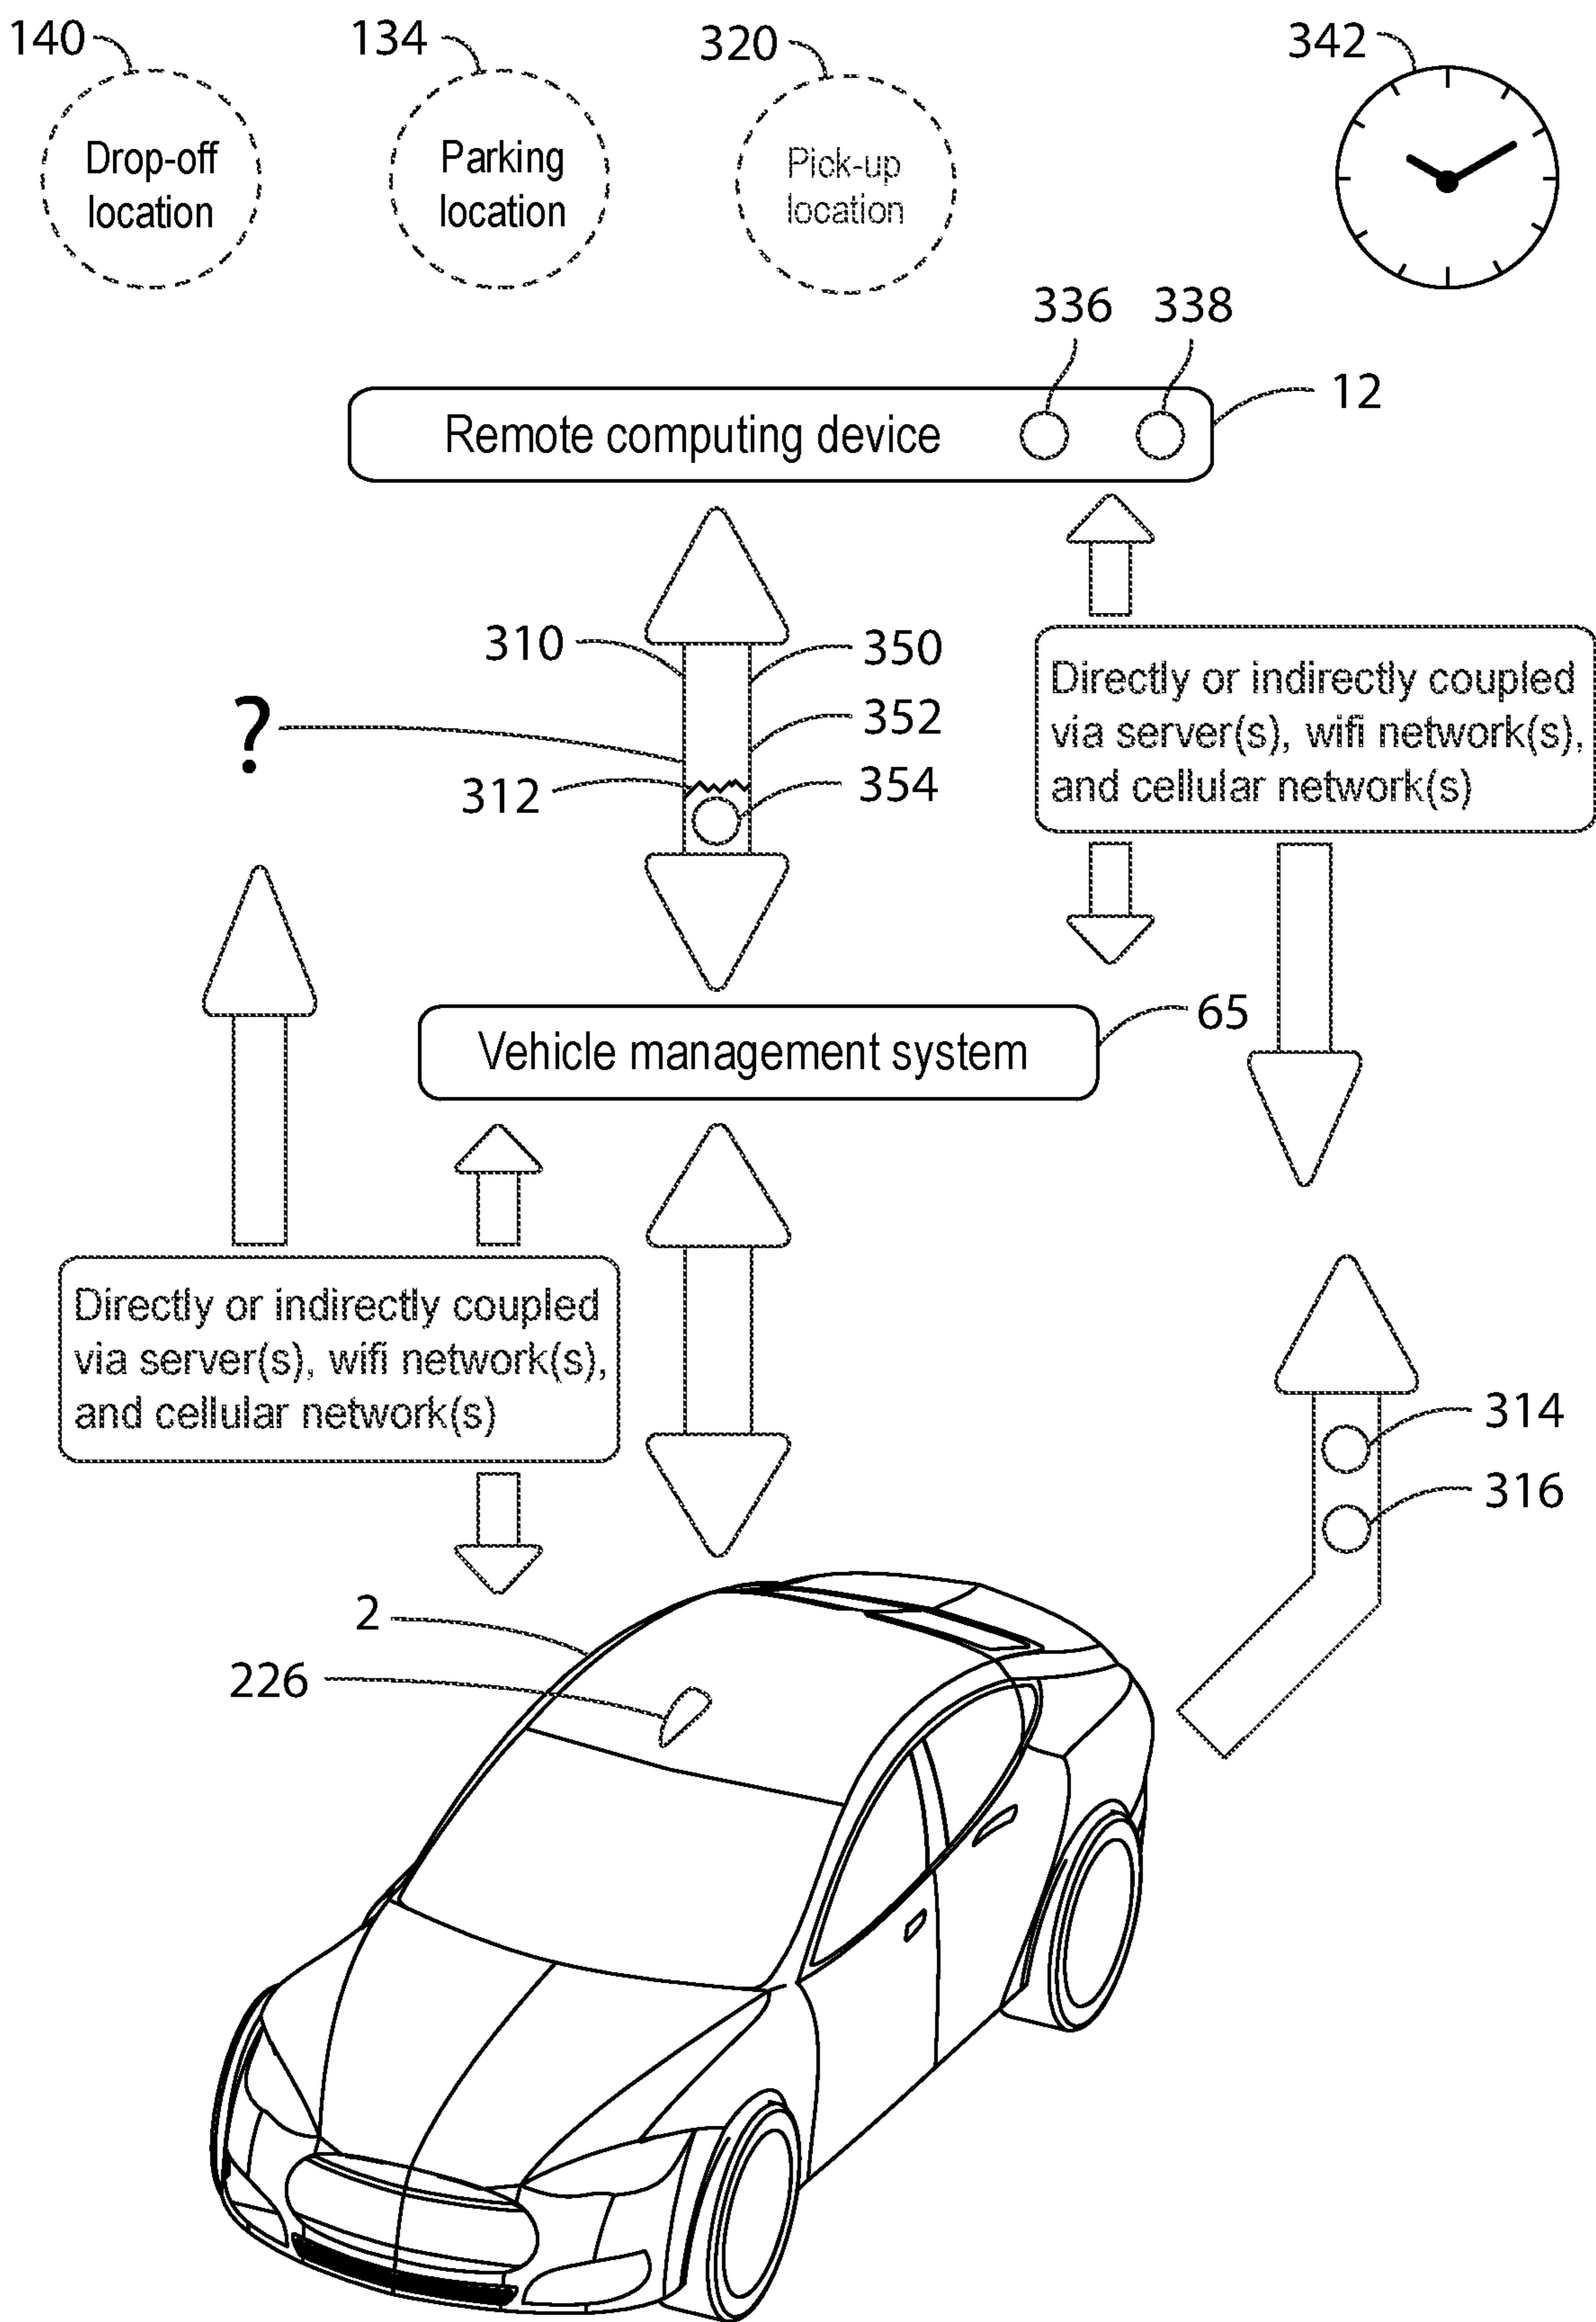 140
134
320
342
Drop-off
location
Parking
location
Pick-up
location
336
338
12
Remote computing device
310
350
?
352
312
354
Directly or indirectly coupled
via server(s), wifi network(s),
and cellular network(s)
65
Vehicle management system
Directly or indirectly coupled
via server(s), wifi network(s),
and cellular network(s)
314
316
2
226